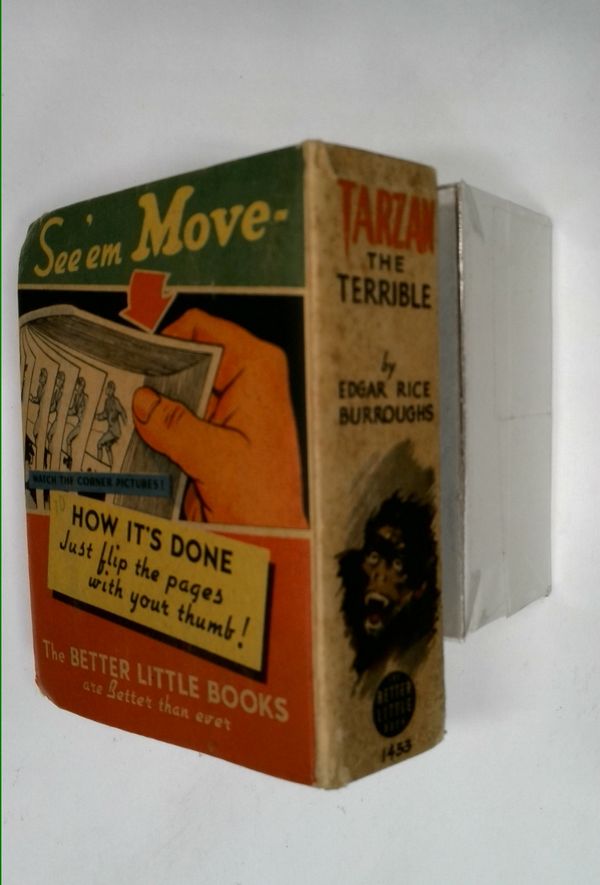 See 'em Move-
WATCH THE CORNER PICTURES!
HOW IT'S DONE
Just flip the pages
with your thumb!
The BETTER LITTLE BOOKS
are Better than ever
TARZAN
THE
TERRIBLE
by
EDGAR RICE
BURROUGHS
BETTER
LITTLE
BOOK
1453